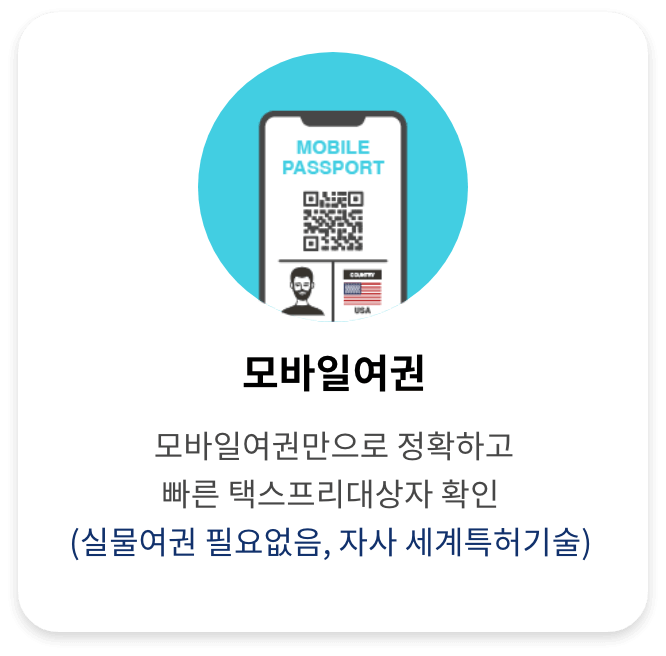 MOBILE
PASSPORT
COUNTRY
USA
모바일여권
모바일여권만으로 정확하고
빠른 택스프리대상자 확인
(실물여권 필요없음, 자사 세계특허기술)